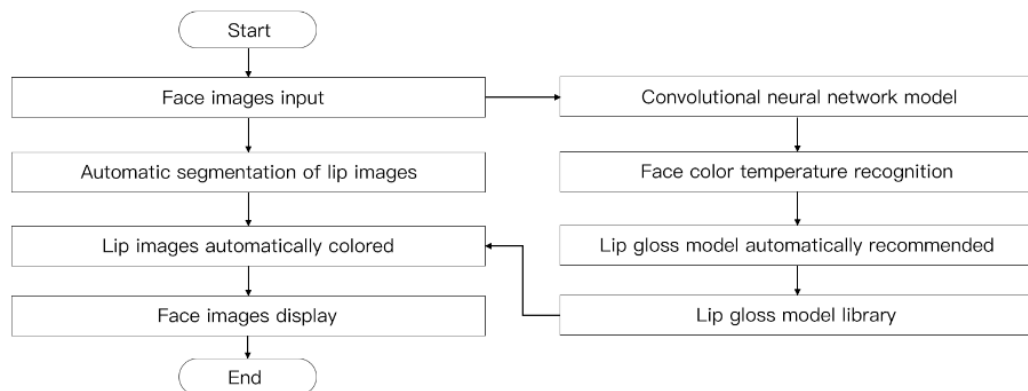 Start
Face images input
Convolutional neural network model
Automatic segmentation of lip images
Face color temperature recognition
Lip images automatically colored
Lip gloss model automatically recommended
Face images display
Lip gloss model library
End